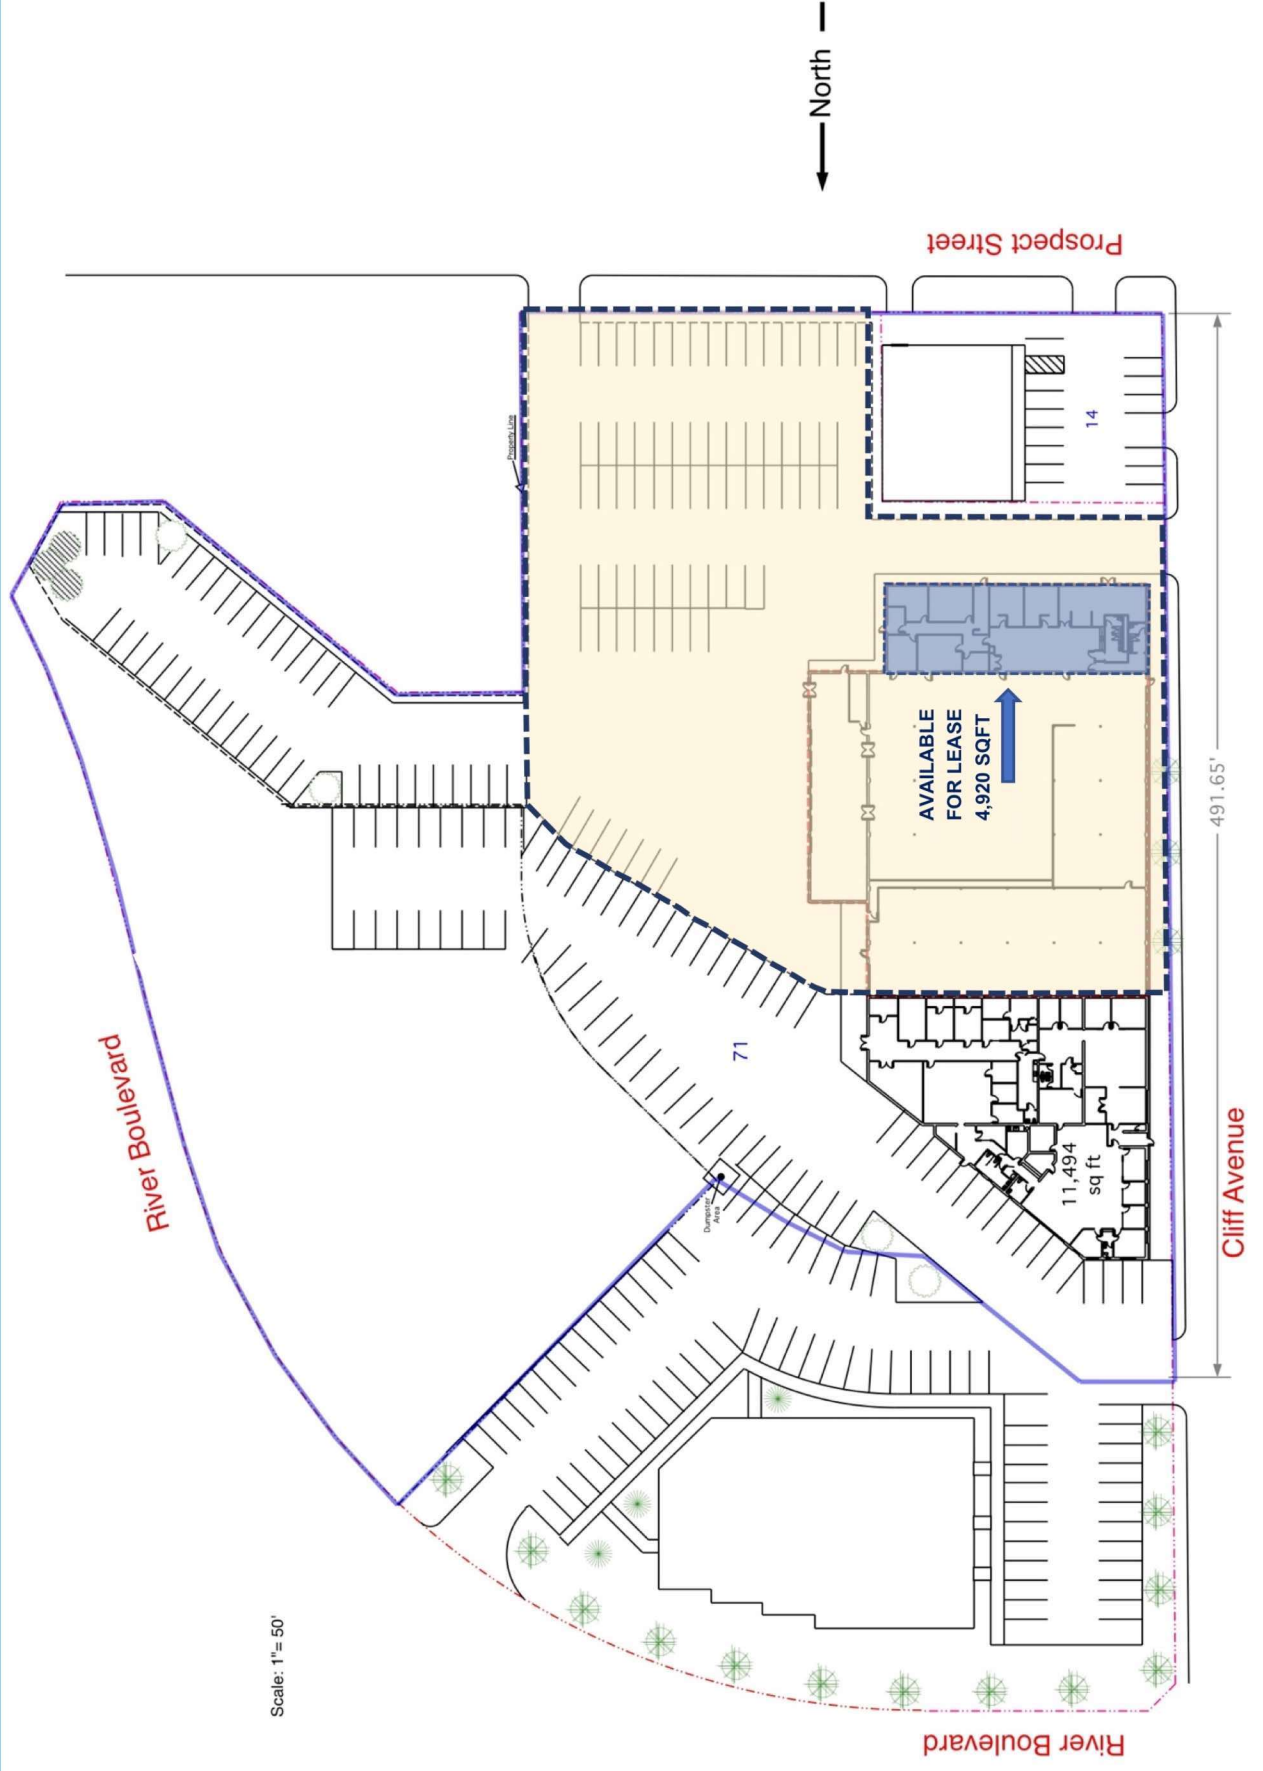 North
Prospect Street
Property Line
14
AVAILABLE
FOR LEASE
4,920 SQFT
491.65'
River Boulevard
71
Dumpster
Area
11,494
sq ft
Cliff Avenue
Scale: 1"= 50'
River Boulevard